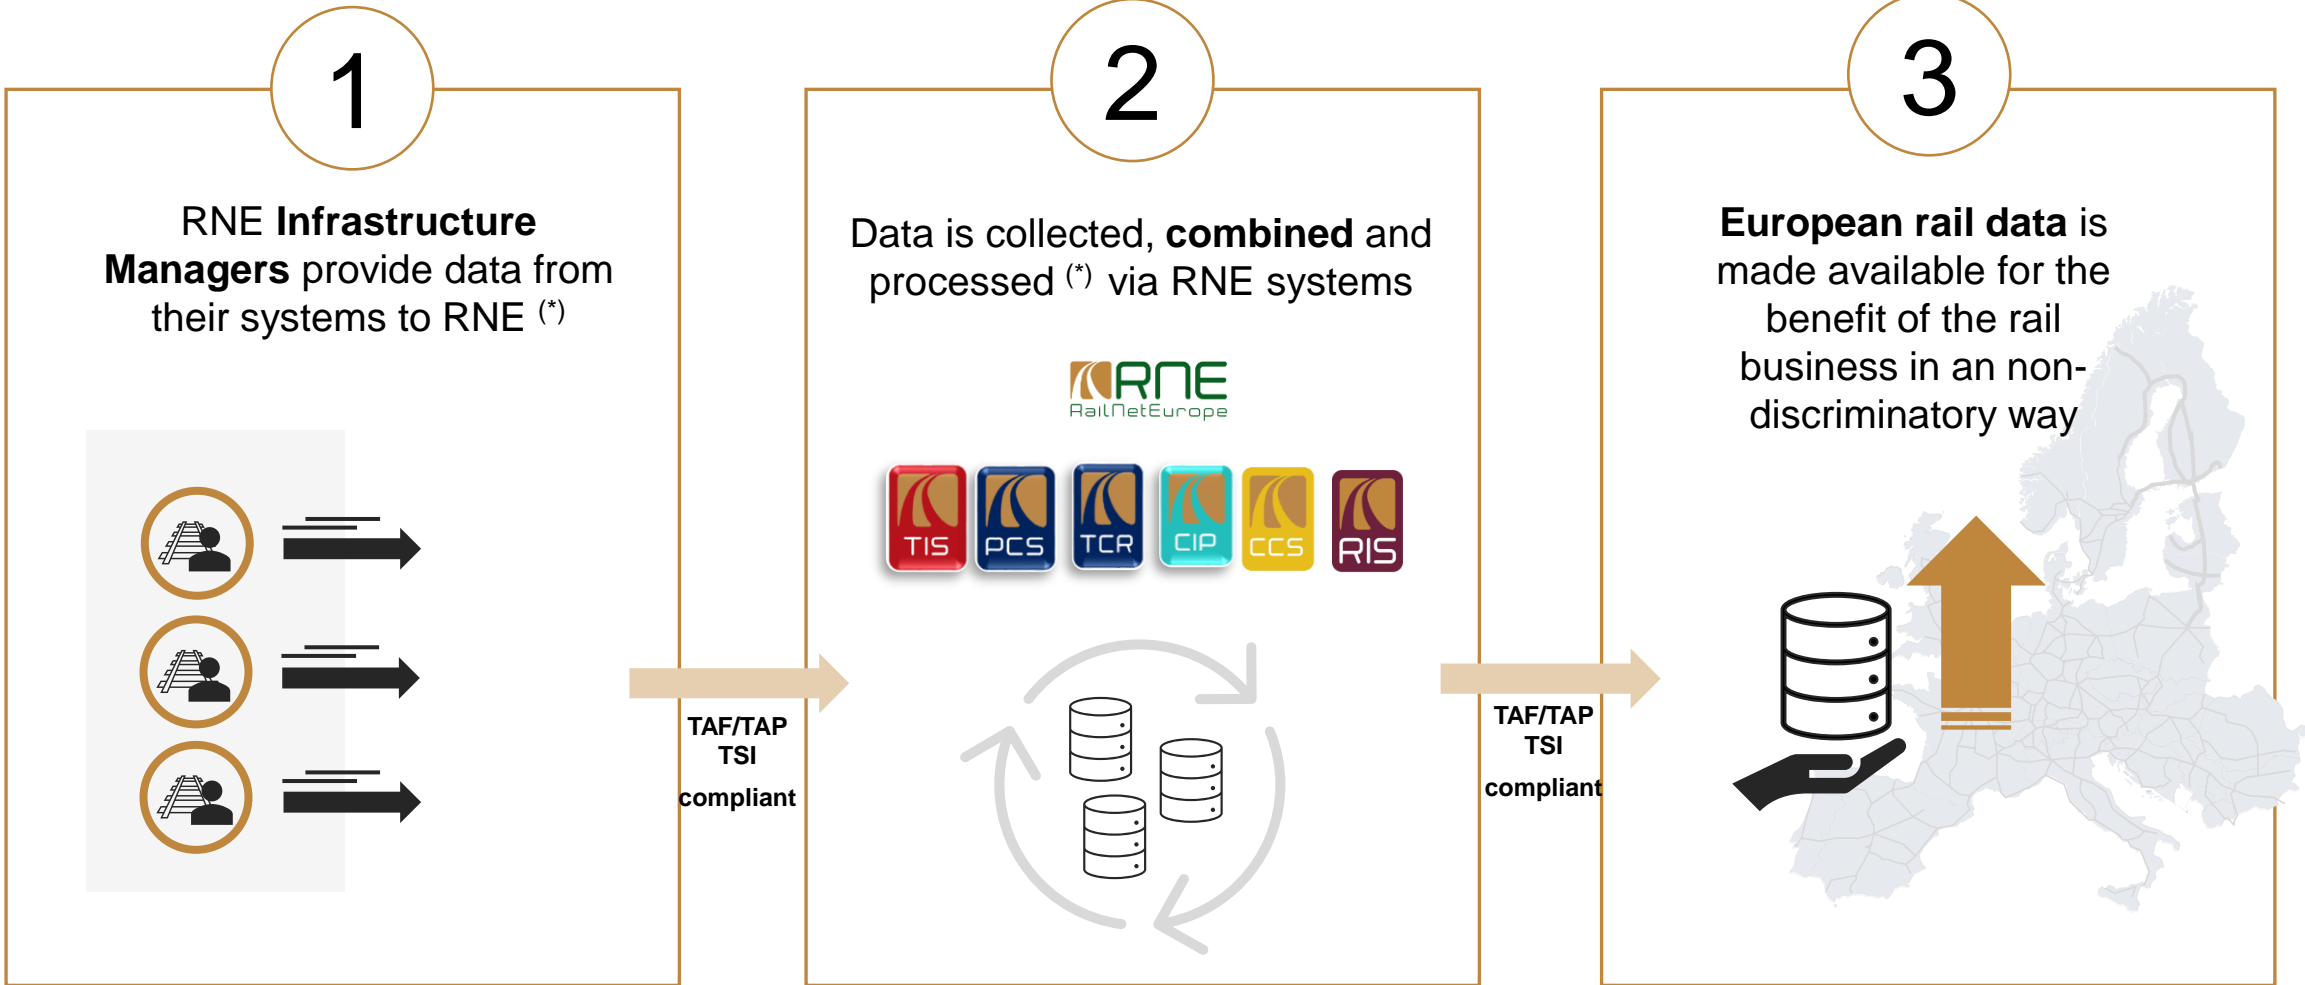 1
RNE Infrastructure
Managers provide data from
their systems to RNE (*)
TAF/TAP
TSI
compliant
2
Data is collected, combined and
processed (*) via RNE systems
RNE
RailNetEurope
TIS
PCS
TCR
CIP
CCS
RIS
TAF/TAP
TSI
compliant
3
European rail data is
made available for the
benefit of the rail
business in an non-
discriminatory way